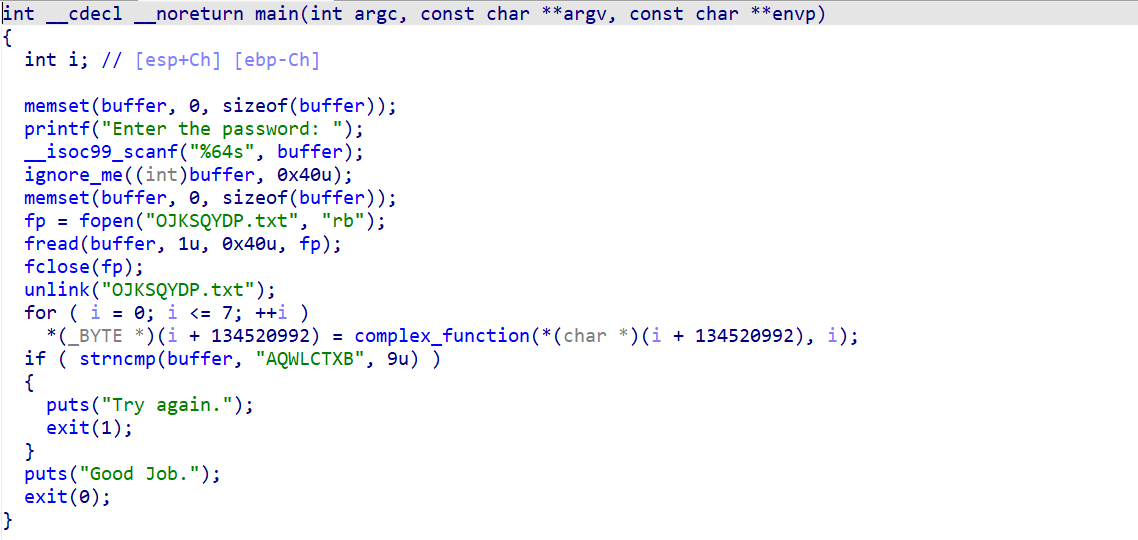 int __cdecl __noreturn main(int argc, const char **argv, const char **envp)
{
  int i; // [esp+Ch] [ebp-Ch]

  memset(buffer, 0, sizeof(buffer));
  printf("Enter the password: ");
  __isoc99_scanf("%64s", buffer);
  ignore_me((int)buffer, 0x40u);
  memset(buffer, 0, sizeof(buffer));
  fp = fopen("OJKSQYDP.txt", "rb");
  fread(buffer, 1u, 0x40u, fp);
  fclose(fp);
  unlink("OJKSQYDP.txt");
  for ( i = 0; i <= 7; ++i )
    *(_BYTE *)(i + 134520992) = complex_function(*(char *)(i + 134520992), i);
  if ( strncmp(buffer, "AQWLCTXB", 9u) )
  {
    puts("Try again.");
    exit(1);
  }
  puts("Good Job.");
  exit(0);
}